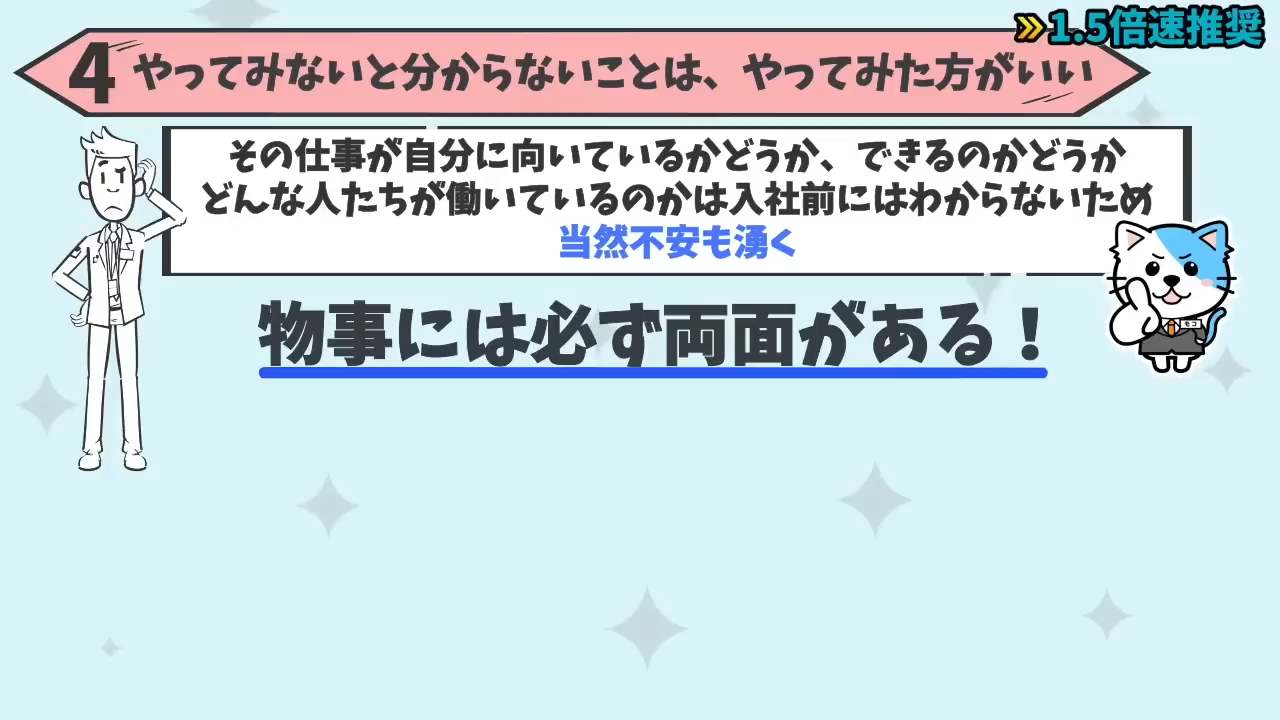 1.5倍速推奨
4 やってみないと分からないことは、やってみた方がいい
その仕事が自分に向いているかどうか、できるのかどうか
どんな人たちが働いているのかは入社前にはわからないため
当然不安も湧く
物事には必ず両面がある！
モコ